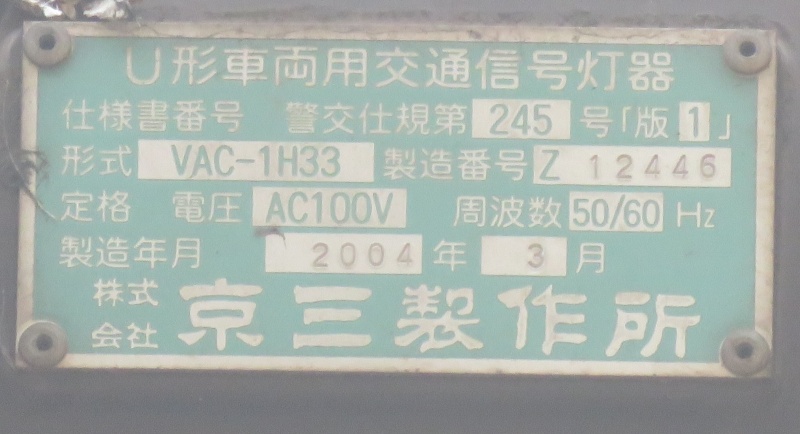 U形車両用交通信号灯器
仕様書番号 警交仕規第 245 号「版 1」
形式 VAC-1H33 製造番号 Z 12446
定格 電圧 AC100V 周波数 50/60 Hz
製造年月 2004 年 3 月
株式会社 京三製作所